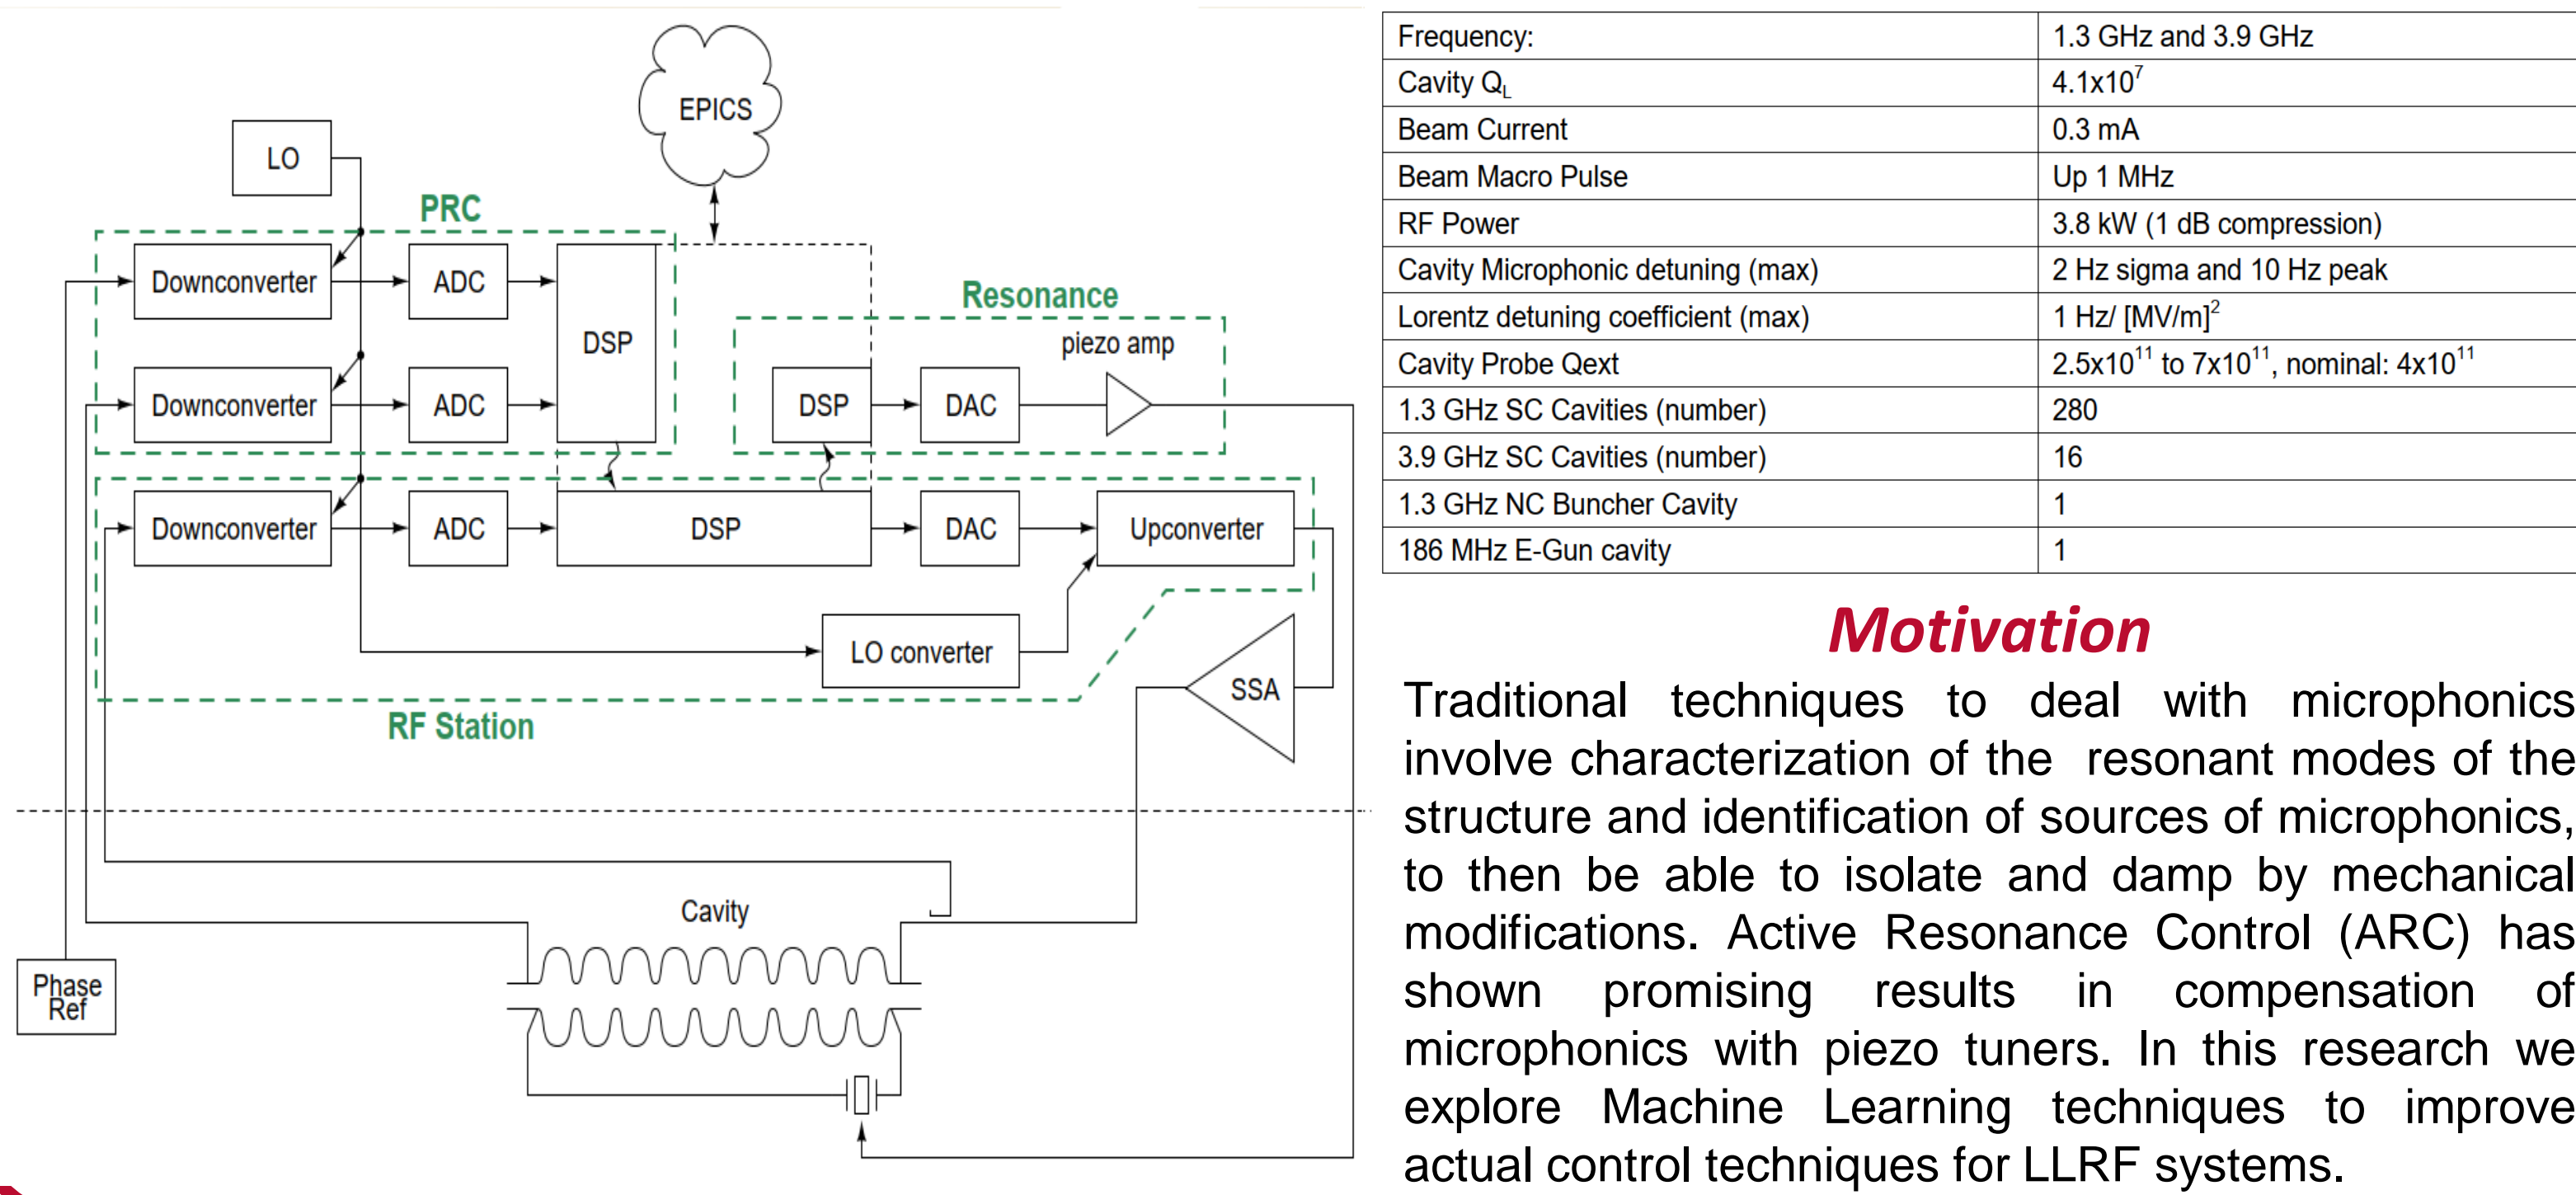 EPICS
LO
PRC
Downconverter ADC
DSP
Resonance
piezo amp
Downconverter ADC
DSP DAC
Downconverter ADC DSP DAC Upconverter
LO converter
SSA
RF Station
Cavity
Phase
Ref
Frequency: 1.3 GHz and 3.9 GHz
Cavity Q_L 4.1x10^7
Beam Current 0.3 mA
Beam Macro Pulse Up 1 MHz
RF Power 3.8 kW (1 dB compression)
Cavity Microphonic detuning (max) 2 Hz sigma and 10 Hz peak
Lorentz detuning coefficient (max) 1 Hz/ [MV/m]^2
Cavity Probe Qext 2.5x10^11 to 7x10^11, nominal: 4x10^11
1.3 GHz SC Cavities (number) 280
3.9 GHz SC Cavities (number) 16
1.3 GHz NC Buncher Cavity 1
186 MHz E-Gun cavity 1
Motivation
Traditional techniques to deal with microphonics
involve characterization of the resonant modes of the
structure and identification of sources of microphonics,
to then be able to isolate and damp by mechanical
modifications. Active Resonance Control (ARC) has
shown promising results in compensation of
microphonics with piezo tuners. In this research we
explore Machine Learning techniques to improve
actual control techniques for LLRF systems.